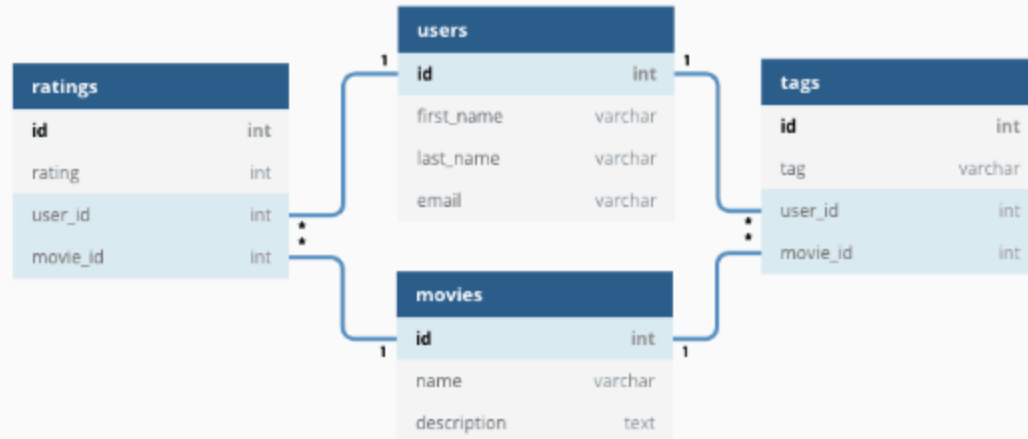 users
id int
first_name varchar
last_name varchar
email varchar
ratings
id int
rating int
user_id int
movie_id int
tags
id int
tag varchar
user_id int
movie_id int
movies
id int
name varchar
description text
1
1
*
*
*
*
1
1